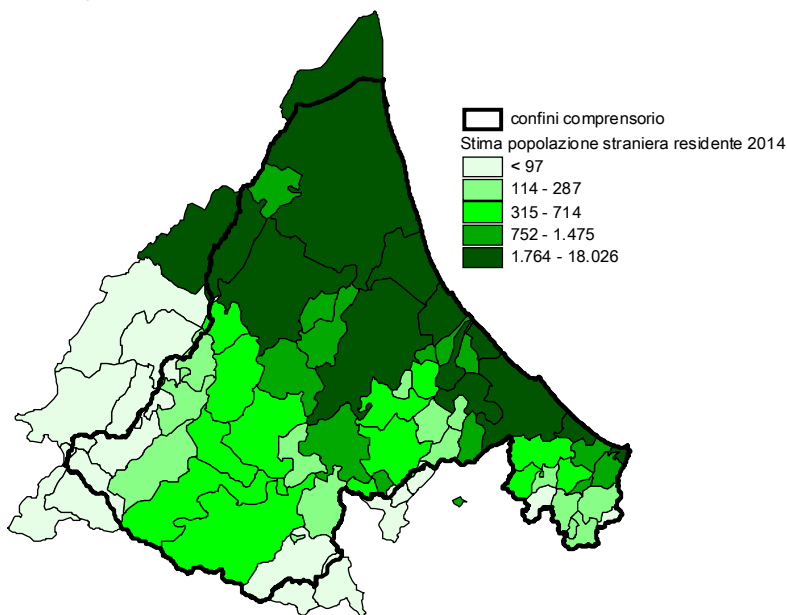 confini comprensorio
Stima popolazione straniera residente 2014
< 97
114 - 287
315 - 714
752 - 1.475
1.764 - 18.026